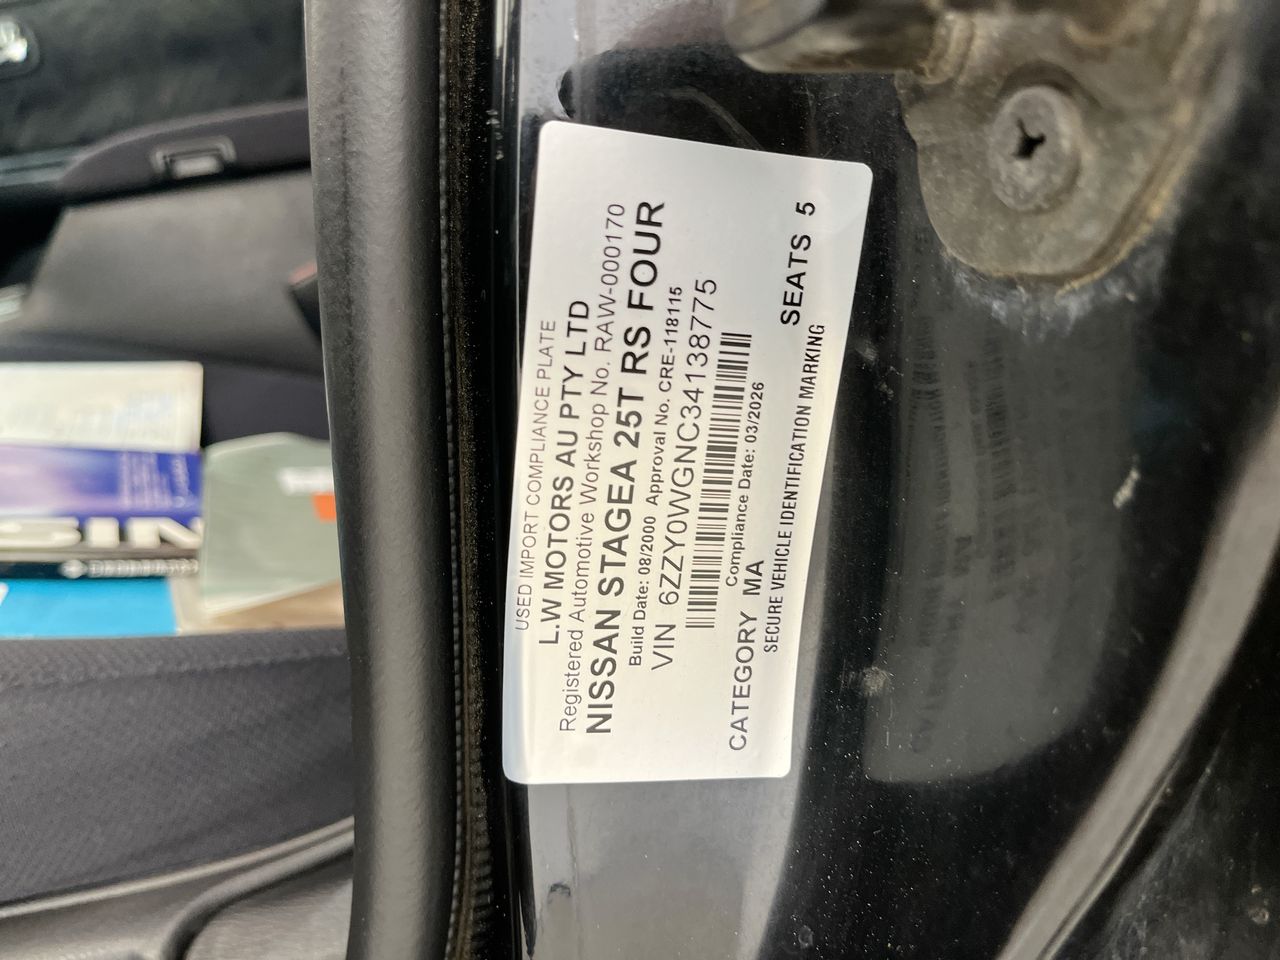 USED IMPORT COMPLIANCE PLATE
L.W MOTORS AU PTY LTD
Registered Automotive Workshop No. RAW-000170
NISSAN STAGEA 25T RS FOUR
Build Date: 08/2000 Approval No. CRE-118115
VIN 6ZZY0WGNC34138775
Compliance Date: 03/2026
CATEGORY MA SEATS 5
SECURE VEHICLE IDENTIFICATION MARKING